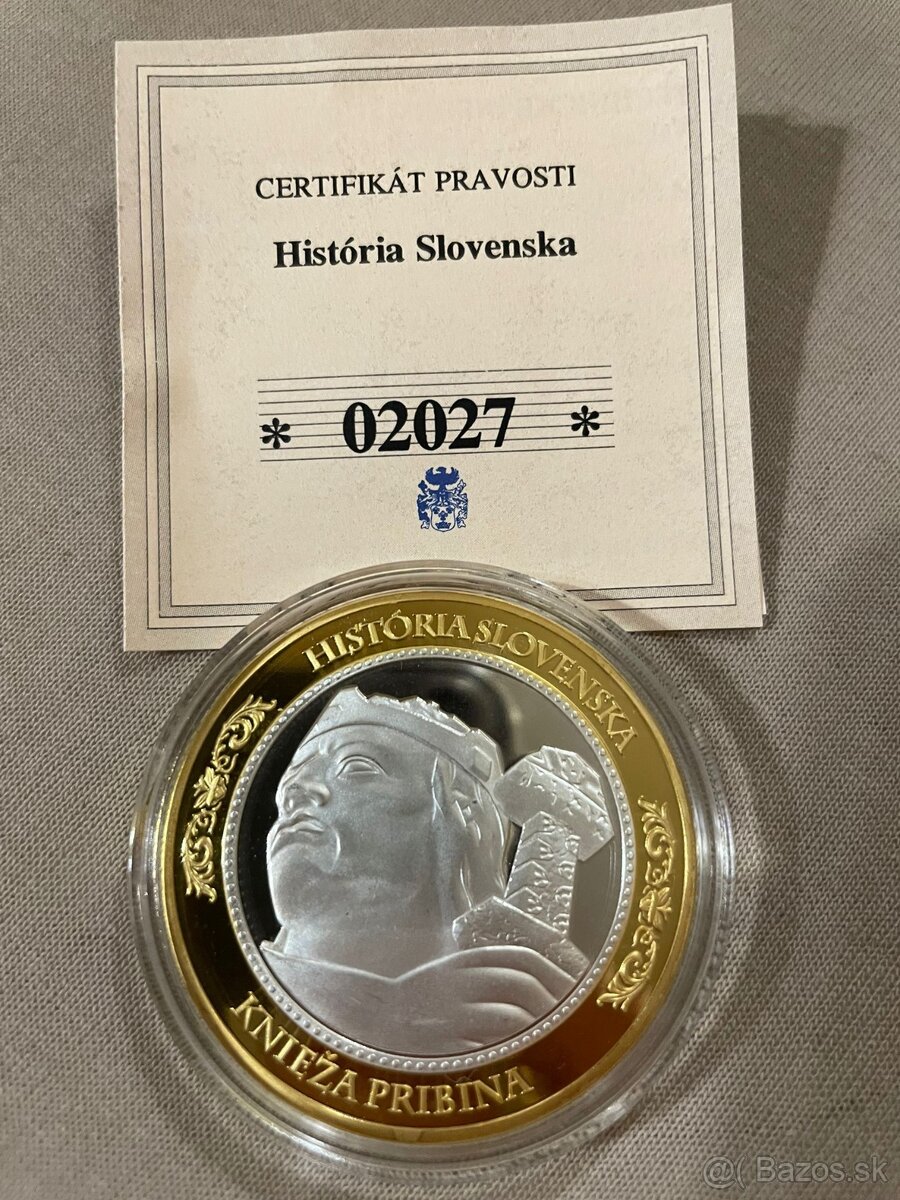 CERTIFIKÁT PRAVOSTI
História Slovenska
* 02027 *
HISTÓRIA SLOVENSKA
KNIEŽA PRIBINA
@( Bazos.sk